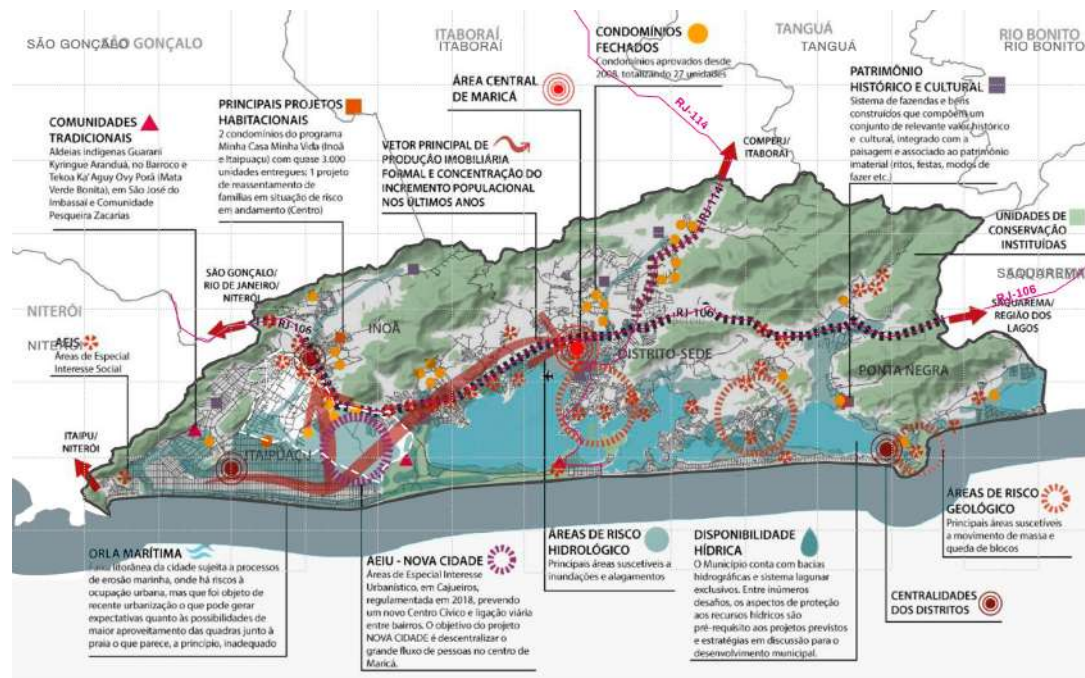 SÃO GONÇALO
SÃO GONÇALO
ITABORAÍ
ITABORAÍ
TANGUÁ
TANGUÁ
RIO BONITO
RIO BONITO
CONDOMÍNIOS
FECHADOS
Condomínios aprovados desde
2008, totalizando 27 unidades
ÁREA CENTRAL
DE MARICÁ
PATRIMÔNIO
HISTÓRICO E CULTURAL
Sistema de fazendas e bens
construídos que compõem um
conjunto de relevante valor histórico
e cultural, integrado com a
paisagem e associado ao patrimônio
imaterial (ritos, festas, modos de
fazer etc.)
PRINCIPAIS PROJETOS
HABITACIONAIS
2 condomínios do programa
Minha Casa Minha Vida (Inoã
e Itaipuaçu) com quase 3.000
unidades entregues; 1 projeto
de reassentamento de
famílias em situação de risco
em andamento (Centro)
COMUNIDADES
TRADICIONAIS
Aldeias indígenas Guarani
Kyringue Aranduá, no Barroco e
Tekoa Ka'Aguy Ovy Porã (Mata
Verde Bonita), em São José do
Imbassaí e Comunidade
Pesqueira Zacarias
VETOR PRINCIPAL DE
PRODUÇÃO IMOBILIÁRIA
FORMAL E CONCENTRAÇÃO DO
INCREMENTO POPULACIONAL
NOS ÚLTIMOS ANOS
RJ-114
COMPERJ/
ITABORAÍ
RJ-114
UNIDADES DE
CONSERVAÇÃO
INSTITUÍDAS
SÃO GONÇALO/
RIO DE JANEIRO/
NITERÓI
SAQUAREMA
RJ-106
SAQUAREMA/
REGIÃO DOS
LAGOS
NITERÓI
NITERÓI
RJ-106
INOÃ
RJ-106
DISTRITO-SEDE
PONTA NEGRA
AEIS
Áreas de Especial
Interesse Social
ITAIPU/
NITERÓI
ITAIPUAÇU
ÁREAS DE RISCO
GEOLÓGICO
Principais áreas suscetíveis
a movimento de massa e
queda de blocos
ORLA MARÍTIMA
Faixa litorânea da cidade sujeita a processos
de erosão marinha, onde há riscos à
ocupação urbana, mas que foi objeto de
recente urbanização o que pode gerar
expectativas quanto às possibilidades de
maior aproveitamento das quadras junto à
praia o que parece, a princípio, inadequado
AEIU - NOVA CIDADE
Áreas de Especial Interesse
Urbanístico, em Cajueiros,
regulamentada em 2018, prevendo
um novo Centro Cívico e ligação viária
entre bairros. O objetivo do projeto
NOVA CIDADE é descentralizar o
grande fluxo de pessoas no centro de
Maricá.
ÁREAS DE RISCO
HIDROLÓGICO
Principais áreas suscetíveis a
inundações e alagamentos
DISPONIBILIDADE
HÍDRICA
O Município conta com bacias
hidrográficas e sistema lagunar
exclusivos. Entre inúmeros
desafios, os aspectos de proteção
aos recursos hídricos são
pré-requisito aos projetos previstos
e estratégias em discussão para o
desenvolvimento municipal.
CENTRALIDADES
DOS DISTRITOS